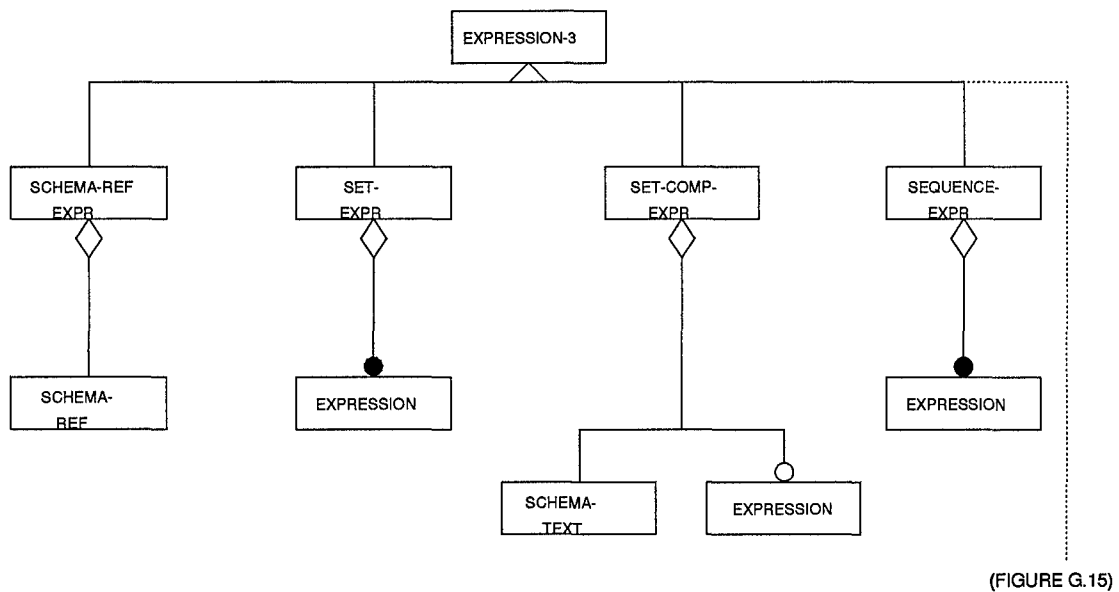 EXPRESSION-3
SCHEMA-REF
EXPR
SET-
EXPR
SET-COMP-
EXPR
SEQUENCE-
EXPR
SCHEMA-
REF
EXPRESSION
EXPRESSION
SCHEMA-
TEXT
EXPRESSION
(FIGURE G.15)